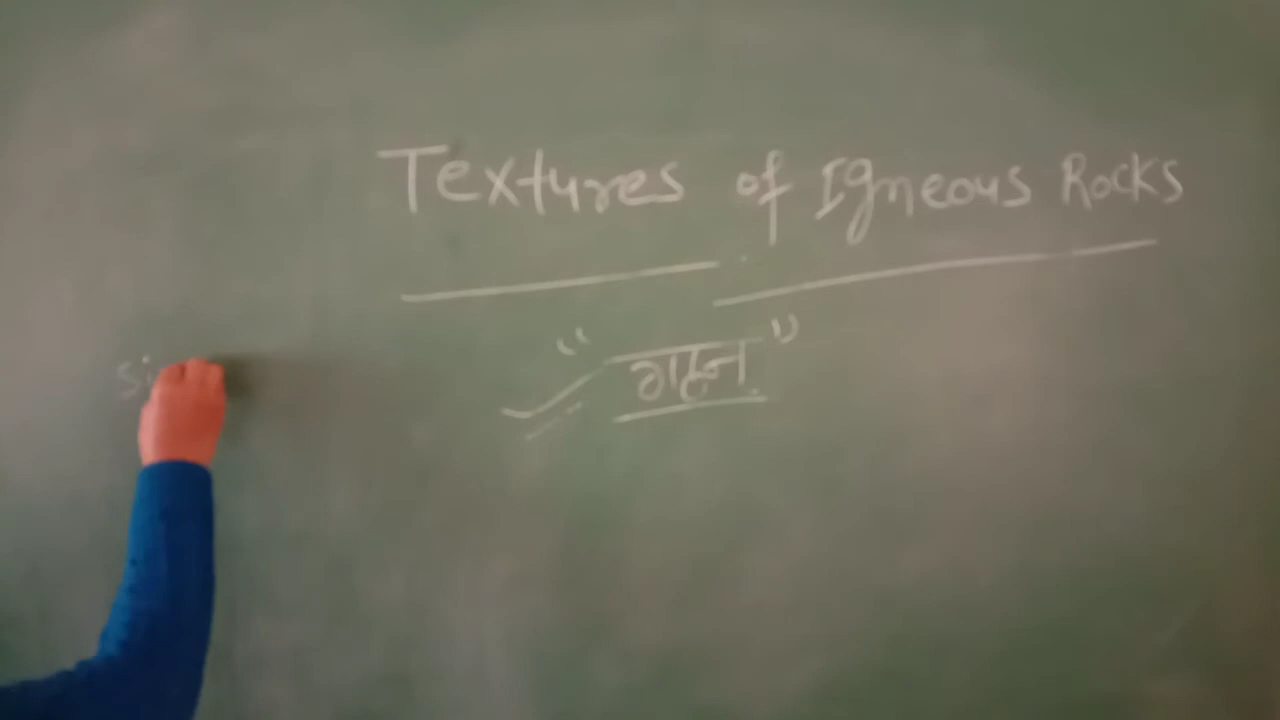 Textures of Igneous Rocks
" गठन "